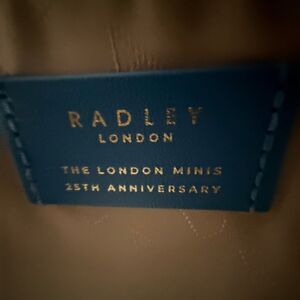 RADLEY
LONDON
THE LONDON MINIS
25TH ANNIVERSARY